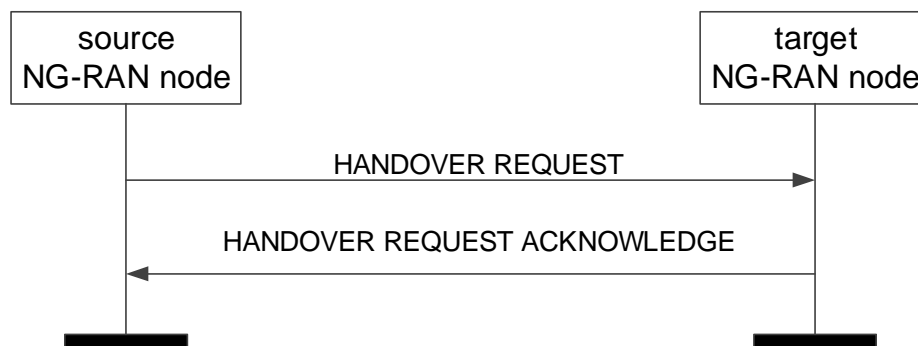 source
NG-RAN node
target
NG-RAN node
HANDOVER REQUEST
HANDOVER REQUEST ACKNOWLEDGE